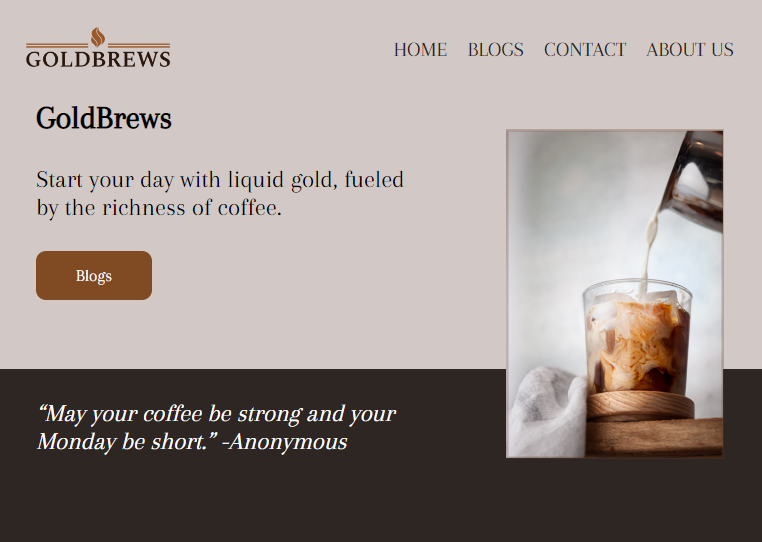 GOLDBREWS
HOME BLOGS CONTACT ABOUT US
GoldBrews
Start your day with liquid gold, fueled
by the richness of coffee.
Blogs
“May your coffee be strong and your
Monday be short.” -Anonymous